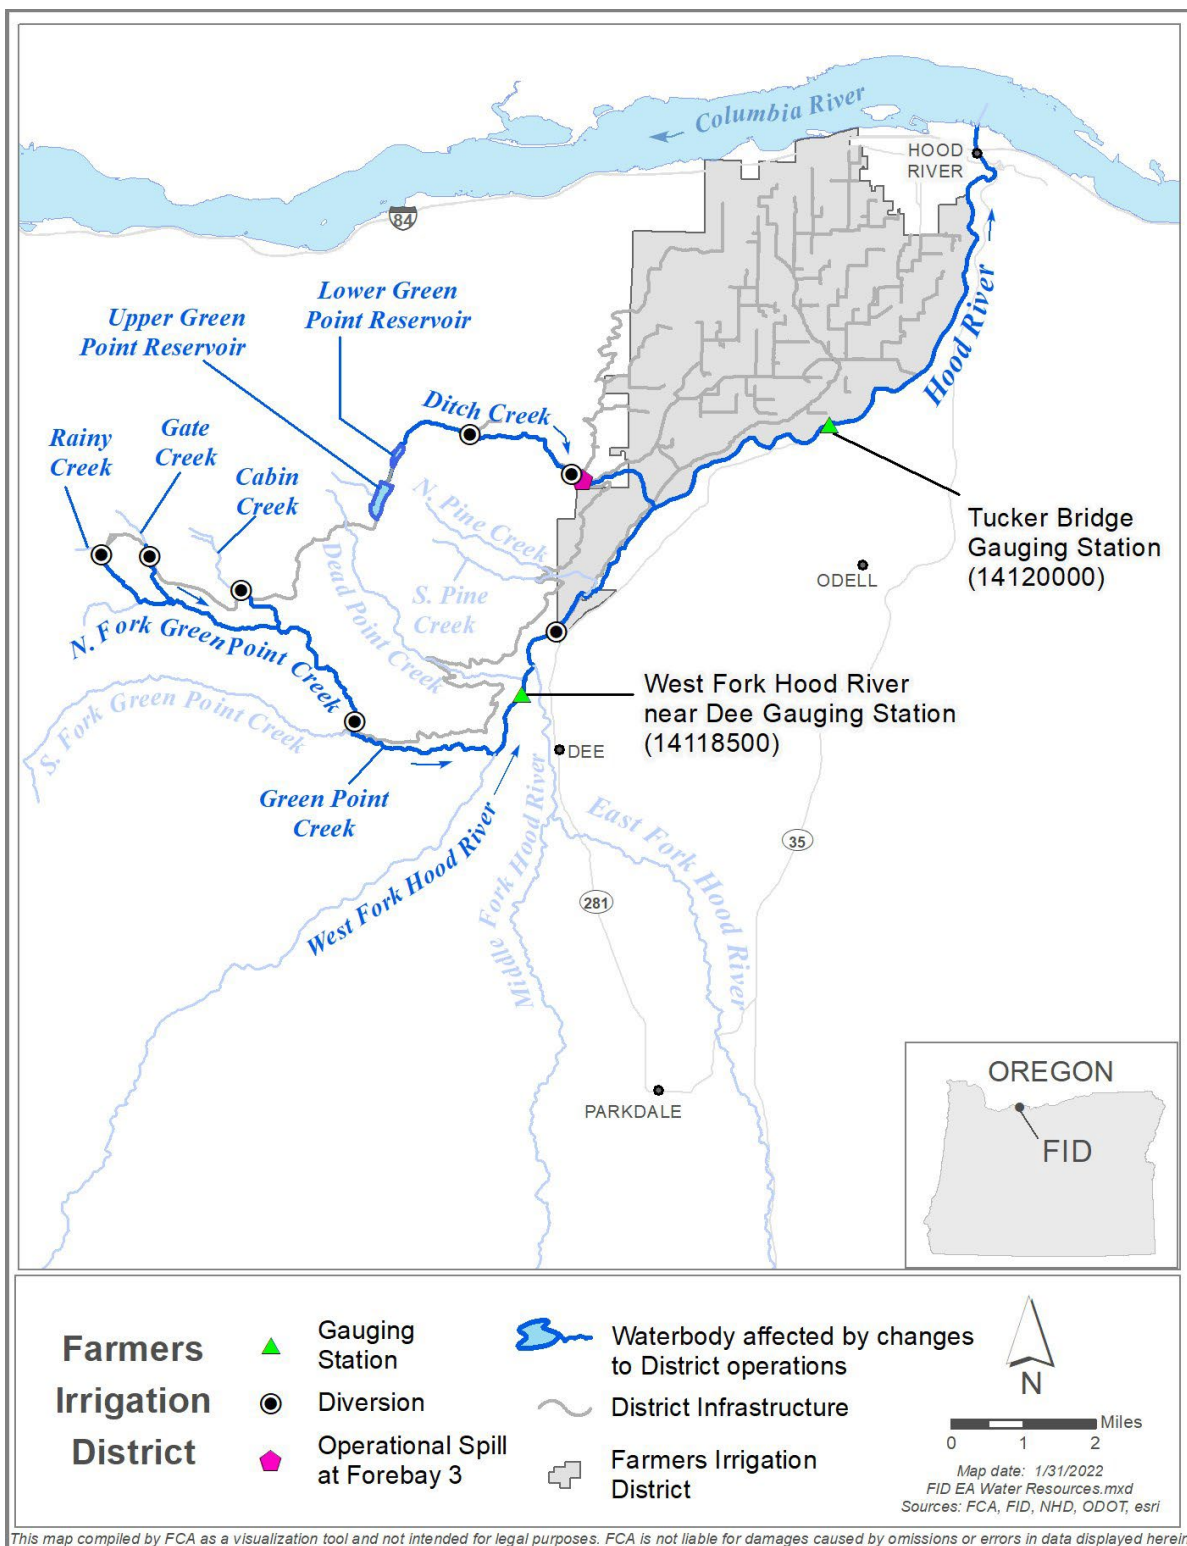 Columbia River
HOOD
RIVER
84
Lower Green
Point Reservoir
Upper Green
Point Reservoir
Hood River
Ditch Creek
Rainy
Creek
Gate
Creek
Cabin
Creek
N. Pine Creek
Tucker Bridge
Gauging Station
(14120000)
ODELL
Dead Point Creek
S. Pine
Creek
N. Fork Green Point Creek
S. Fork Green Point Creek
West Fork Hood River
near Dee Gauging Station
(14118500)
DEE
Green Point
Creek
West Fork Hood River
Middle Fork Hood River
East Fork Hood River
35
281
PARKDALE
OREGON
FID
Farmers
Irrigation
District
Gauging
Station
Diversion
Operational Spill
at Forebay 3
Waterbody affected by changes
to District operations
District Infrastructure
Farmers Irrigation
District
N
Miles
0 1 2
Map date: 1/31/2022
FID EA Water Resources.mxd
Sources: FCA, FID, NHD, ODOT, esri
This map compiled by FCA as a visualization tool and not intended for legal purposes. FCA is not liable for damages caused by omissions or errors in data displayed herein